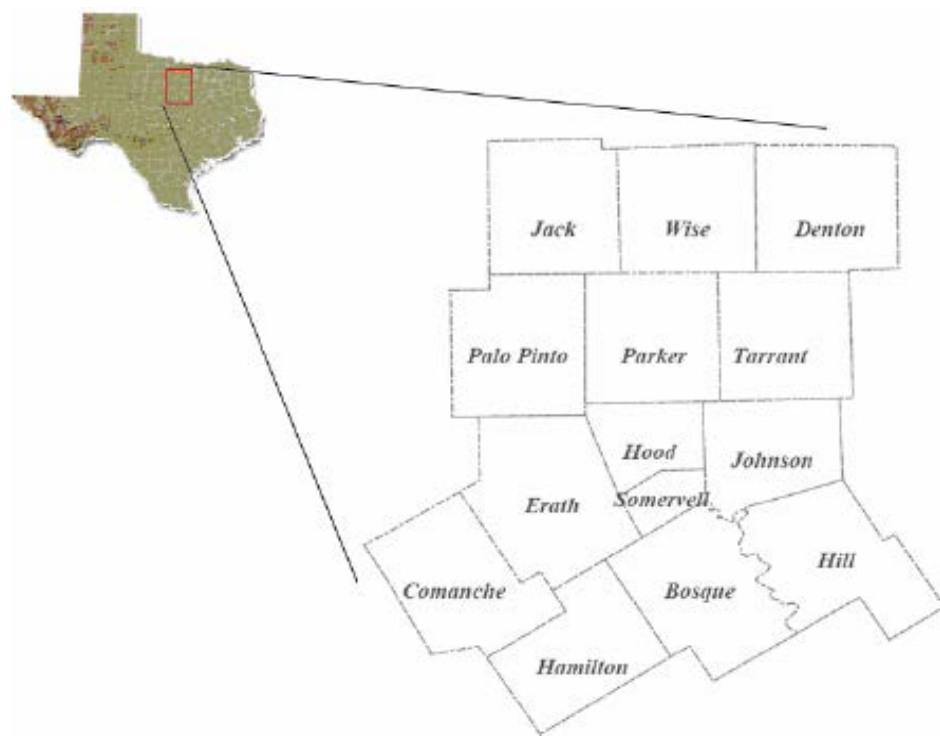 Jack
Wise
Denton
Palo Pinto
Parker
Tarrant
Hood
Johnson
Somervell
Erath
Hill
Comanche
Bosque
Hamilton